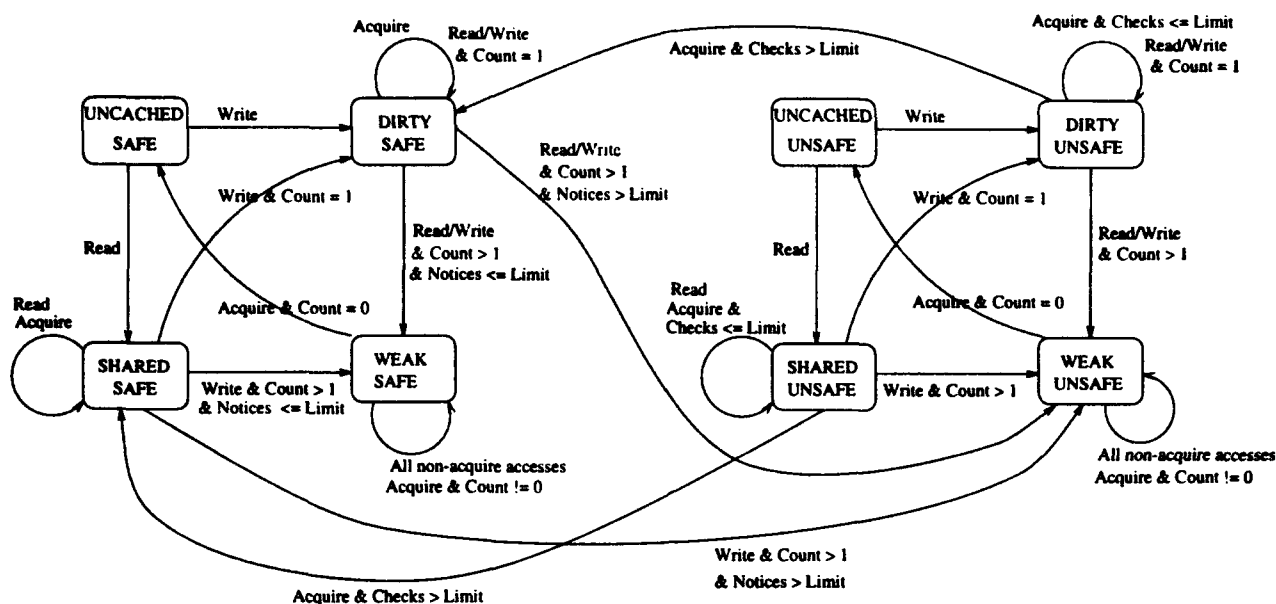 Acquire
Read/Write
& Count = 1
Acquire & Checks > Limit
Acquire & Checks <= Limit
Read/Write
& Count = 1
UNCACHED
SAFE
Write
DIRTY
SAFE
UNCACHED
UNSAFE
Write
DIRTY
UNSAFE
Read/Write
& Count > 1
& Notices > Limit
Write & Count = 1
Write & Count = 1
Read
Read/Write
& Count > 1
& Notices <= Limit
Read
Read/Write
& Count > 1
Read
Acquire
Acquire & Count = 0
Read
Acquire &
Checks <= Limit
Acquire & Count = 0
SHARED
SAFE
Write & Count > 1
& Notices <= Limit
WEAK
SAFE
SHARED
UNSAFE
Write & Count > 1
WEAK
UNSAFE
All non-acquire accesses
Acquire & Count != 0
All non-acquire accesses
Acquire & Count != 0
Write & Count > 1
& Notices > Limit
Acquire & Checks > Limit